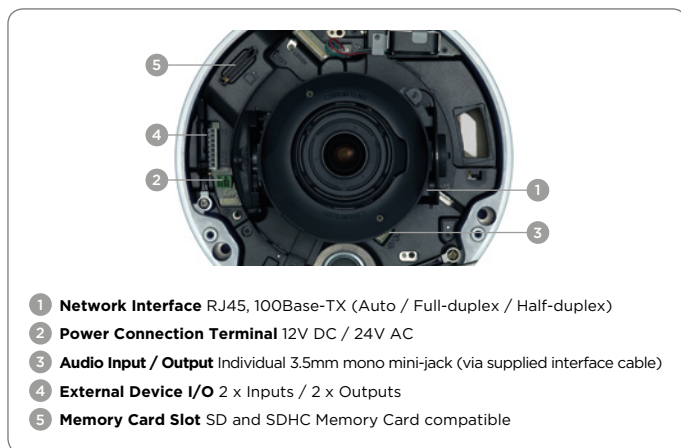 5
4
2
1
3
1 Network Interface RJ45, 100Base-TX (Auto / Full-duplex / Half-duplex)
2 Power Connection Terminal 12V DC / 24V AC
3 Audio Input / Output Individual 3.5mm mono mini-jack (via supplied interface cable)
4 External Device I/O 2 x Inputs / 2 x Outputs
5 Memory Card Slot SD and SDHC Memory Card compatible